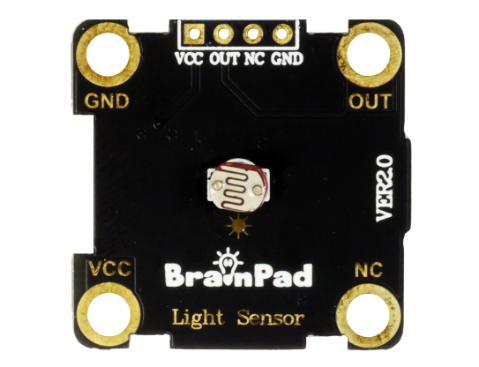 VCC OUT NC GND
GND
OUT
VER2.0
VCC
NC
BrainPad
Light Sensor